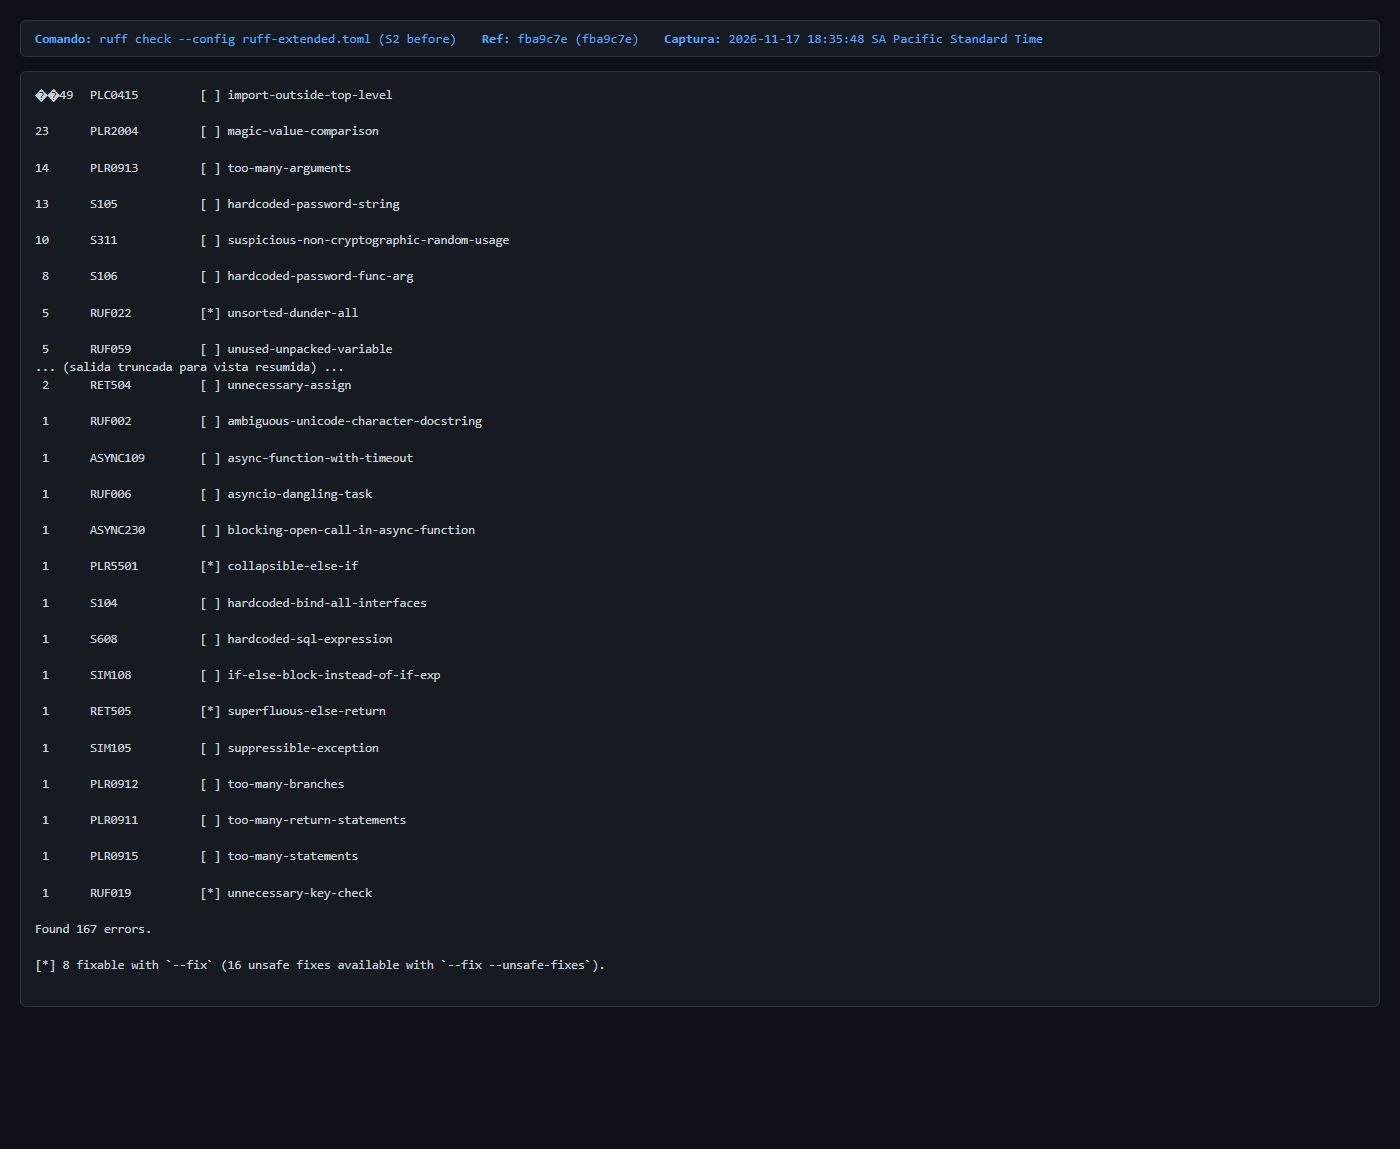 Comando: ruff check --config ruff-extended.toml (S2 before) Ref: fba9c7e (fba9c7e) Captura: 2026-11-17 18:35:48 SA Pacific Standard Time
��49 PLC0415 [ ] import-outside-top-level
23 PLR2004 [ ] magic-value-comparison
14 PLR0913 [ ] too-many-arguments
13 S105 [ ] hardcoded-password-string
10 S311 [ ] suspicious-non-cryptographic-random-usage
8 S106 [ ] hardcoded-password-func-arg
5 RUF022 [*] unsorted-dunder-all
5 RUF059 [ ] unused-unpacked-variable
... (salida truncada para vista resumida) ...
2 RET504 [ ] unnecessary-assign
1 RUF002 [ ] ambiguous-unicode-character-docstring
1 ASYNC109 [ ] async-function-with-timeout
1 RUF006 [ ] asyncio-dangling-task
1 ASYNC230 [ ] blocking-open-call-in-async-function
1 PLR5501 [*] collapsible-else-if
1 S104 [ ] hardcoded-bind-all-interfaces
1 S608 [ ] hardcoded-sql-expression
1 SIM108 [ ] if-else-block-instead-of-if-exp
1 RET505 [*] superfluous-else-return
1 SIM105 [ ] suppressible-exception
1 PLR0912 [ ] too-many-branches
1 PLR0911 [ ] too-many-return-statements
1 PLR0915 [ ] too-many-statements
1 RUF019 [*] unnecessary-key-check
Found 167 errors.
[*] 8 fixable with `--fix` (16 unsafe fixes available with `--fix --unsafe-fixes`).